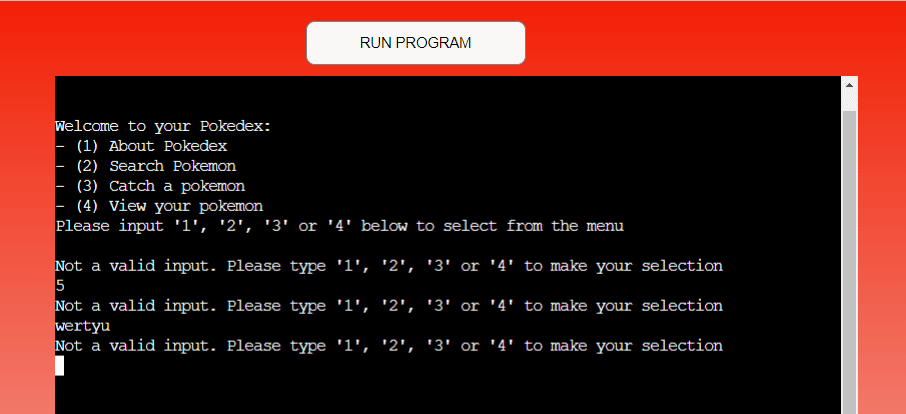 RUN PROGRAM
Welcome to your Pokedex:
- (1) About Pokedex
- (2) Search Pokemon
- (3) Catch a pokemon
- (4) View your pokemon
Please input '1', '2', '3' or '4' below to select from the menu
Not a valid input. Please type '1', '2', '3' or '4' to make your selection
5
Not a valid input. Please type '1', '2', '3' or '4' to make your selection
wertyu
Not a valid input. Please type '1', '2', '3' or '4' to make your selection